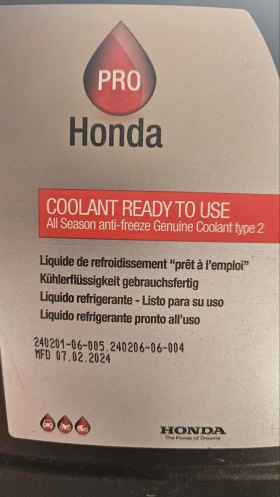 PRO
Honda
COOLANT READY TO USE
All Season anti-freeze Genuine Coolant type 2
Liquide de refroidissement "prêt à l'emploi"
Kühlerflüssigkeit gebrauchsfertig
Líquido refrigerante - Listo para su uso
Liquido refrigerante pronto all'uso
240201-06-005.240206-06-004
MFD 07.02.2024
PRO
HONDA
The Power of Dreams